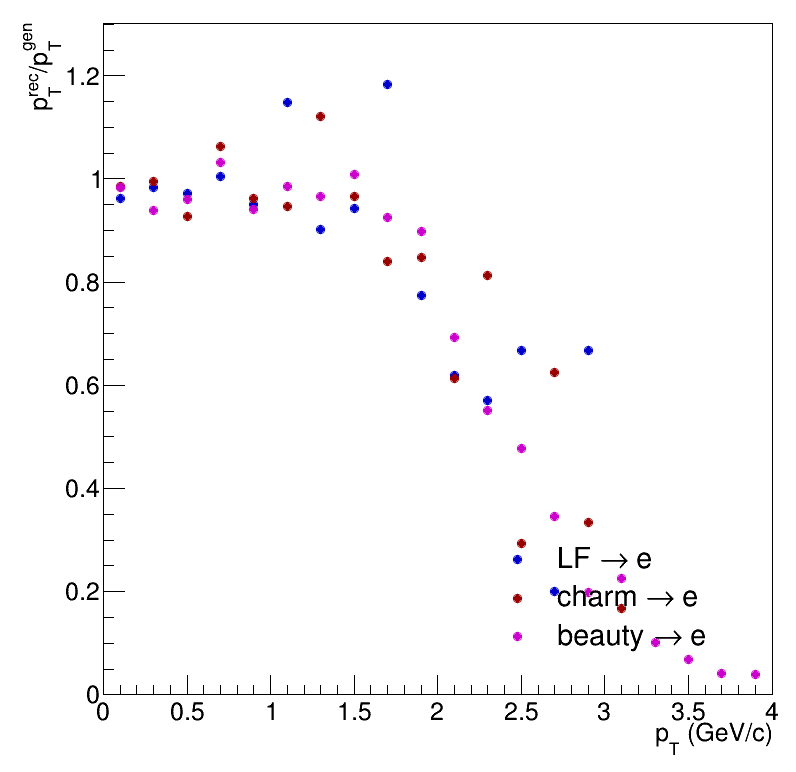 p_T^rec/p_T^gen
1.2
1
0.8
0.6
0.4
0.2
0
LF → e
charm → e
beauty → e
0 0.5 1 1.5 2 2.5 3 3.5 4
p_T (GeV/c)